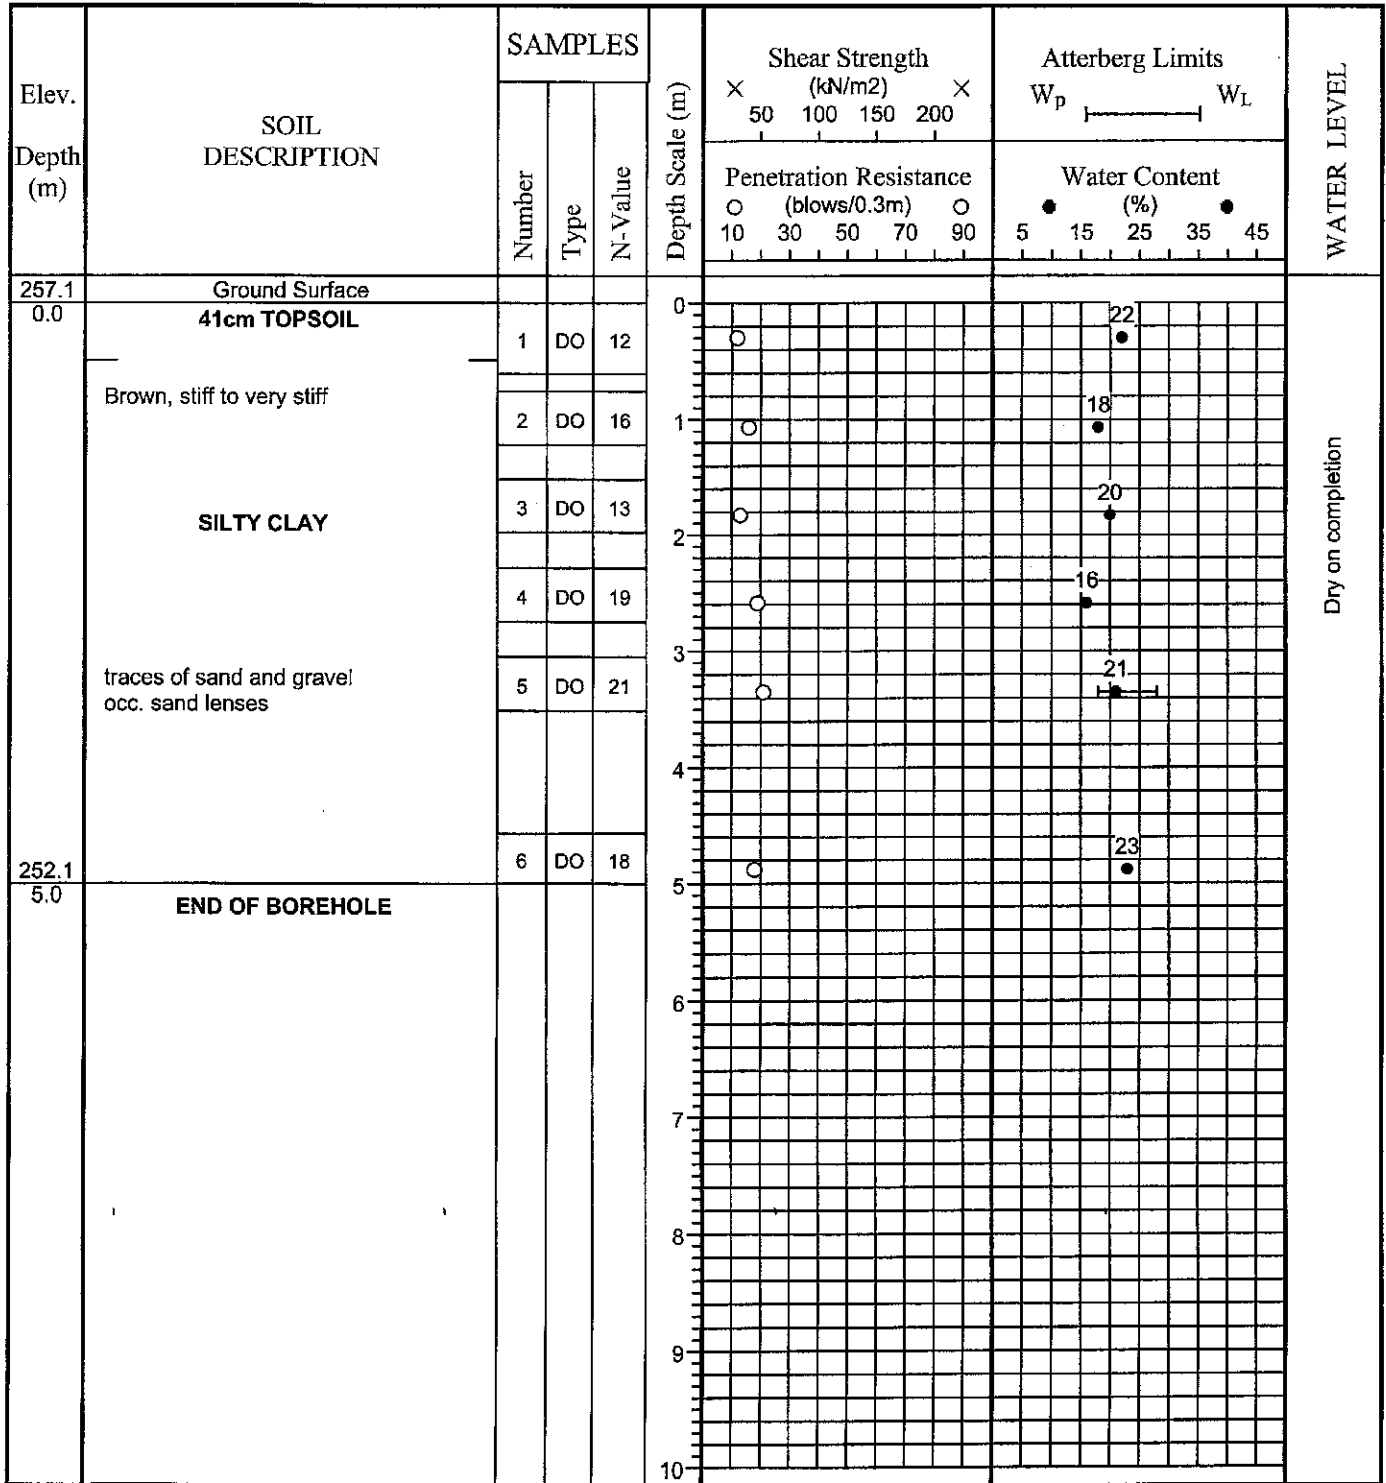 Elev.
Depth
(m)
SOIL
DESCRIPTION
SAMPLES
Number
Type
N-Value
Depth Scale (m)
Shear Strength
× (kN/m2) ×
50 100 150 200
Penetration Resistance
O (blows/0.3m) O
10 30 50 70 90
Atterberg Limits
Wp WL
Water Content
● (%) ●
5 15 25 35 45
WATER LEVEL
257.1 Ground Surface
0.0
41cm TOPSOIL
1 DO 12
Brown, stiff to very stiff
2 DO 16
SILTY CLAY
3 DO 13
4 DO 19
traces of sand and gravel
occ. sand lenses
5 DO 21
6 DO 18
252.1
5.0
END OF BOREHOLE
0
1
2
3
4
5
6
7
8
9
10
22
18
20
16
21
23
Dry on completion